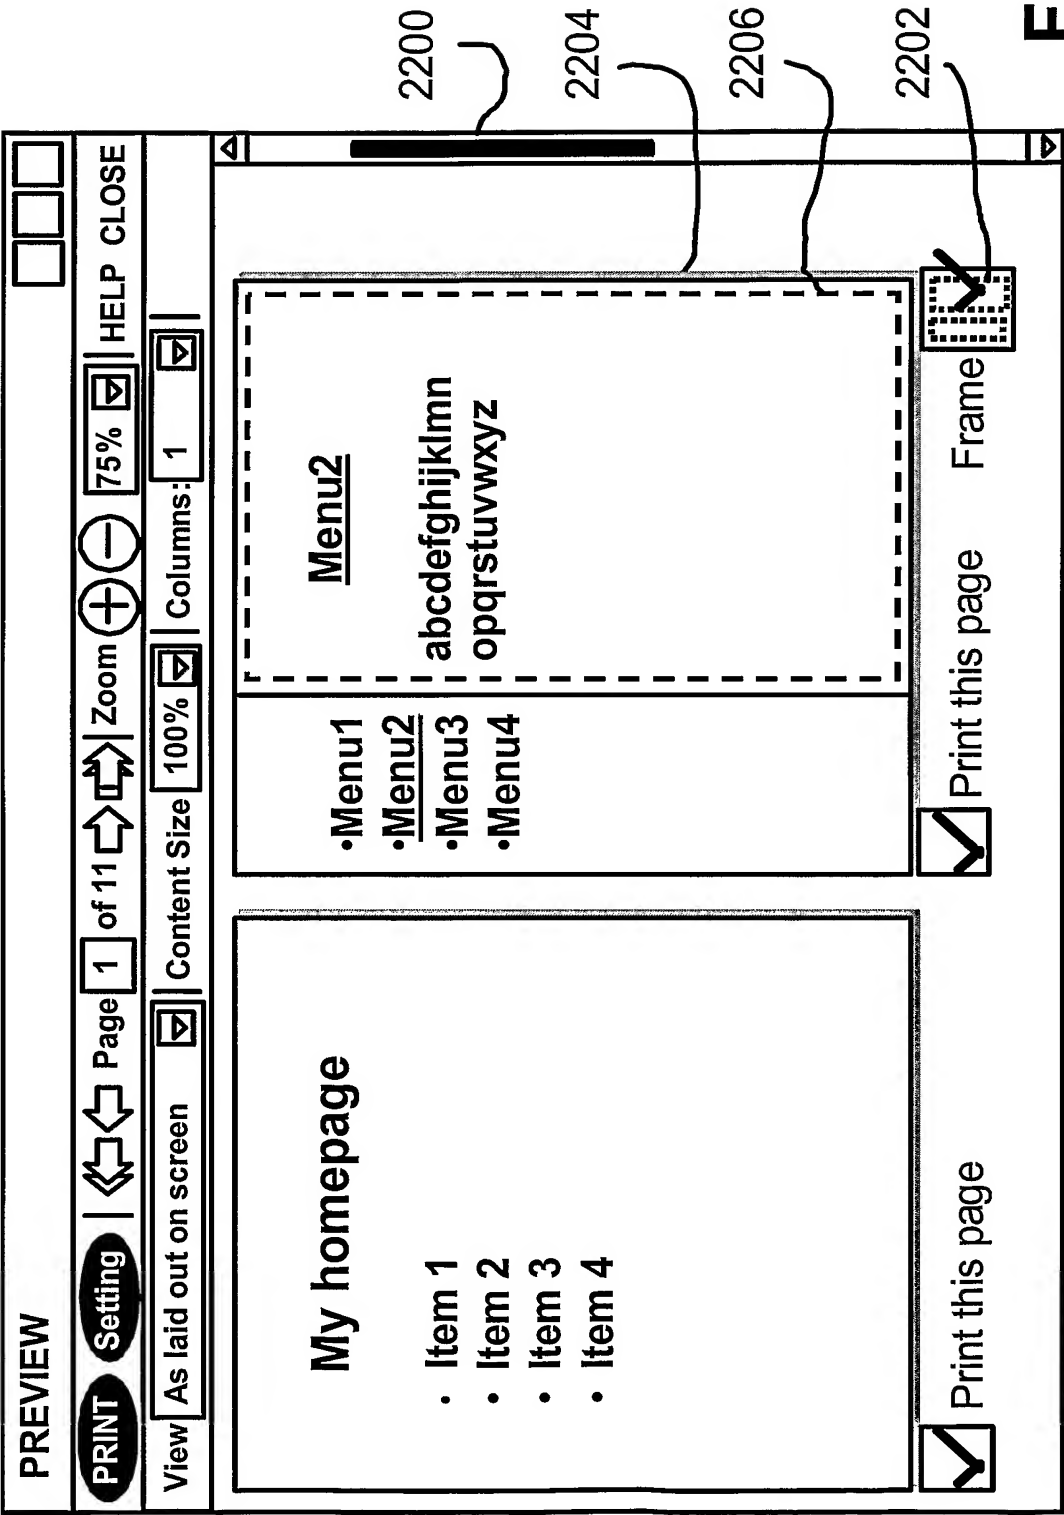 PREVIEW
PRINT Setting Page 1 of 11 Zoom 75% HELP CLOSE
View As laid out on screen Content Size 100% Columns: 1
My homepage
• Item 1
• Item 2
• Item 3
• Item 4
Print this page
•Menu1
•Menu2
•Menu3
•Menu4
Menu2
abcdefghijklmn
opqrstuvwxyz
Print this page Frame
2200
2204
2206
2202